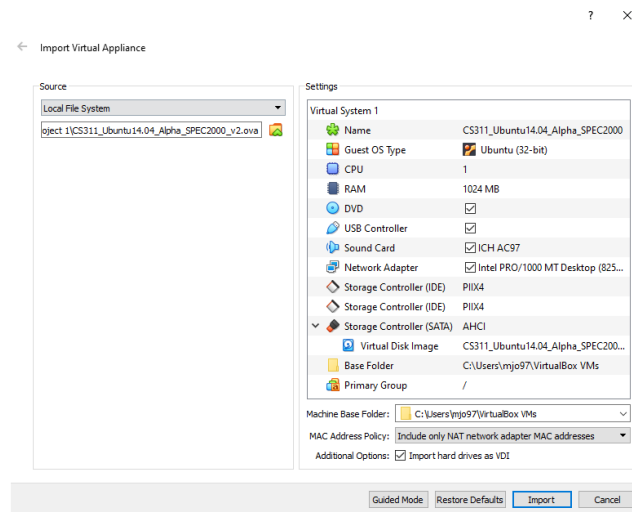 ?
Import Virtual Appliance
Source
Local File System
oject 1\CS311_Ubuntu14.04_Alpha_SPEC2000_v2.ova
Settings
Virtual System 1
Name CS311_Ubuntu14.04_Alpha_SPEC2000
Guest OS Type Ubuntu (32-bit)
CPU 1
RAM 1024 MB
DVD
USB Controller
Sound Card ICH AC97
Network Adapter Intel PRO/1000 MT Desktop (825...
Storage Controller (IDE) PIIX4
Storage Controller (IDE) PIIX4
Storage Controller (SATA) AHCI
Virtual Disk Image CS311_Ubuntu14.04_Alpha_SPEC200...
Base Folder C:\Users\mjo97\VirtualBox VMs
Primary Group /
Machine Base Folder: C:\Users\mjo97\VirtualBox VMs
MAC Address Policy: Include only NAT network adapter MAC addresses
Additional Options: Import hard drives as VDI
Guided Mode Restore Defaults Import Cancel